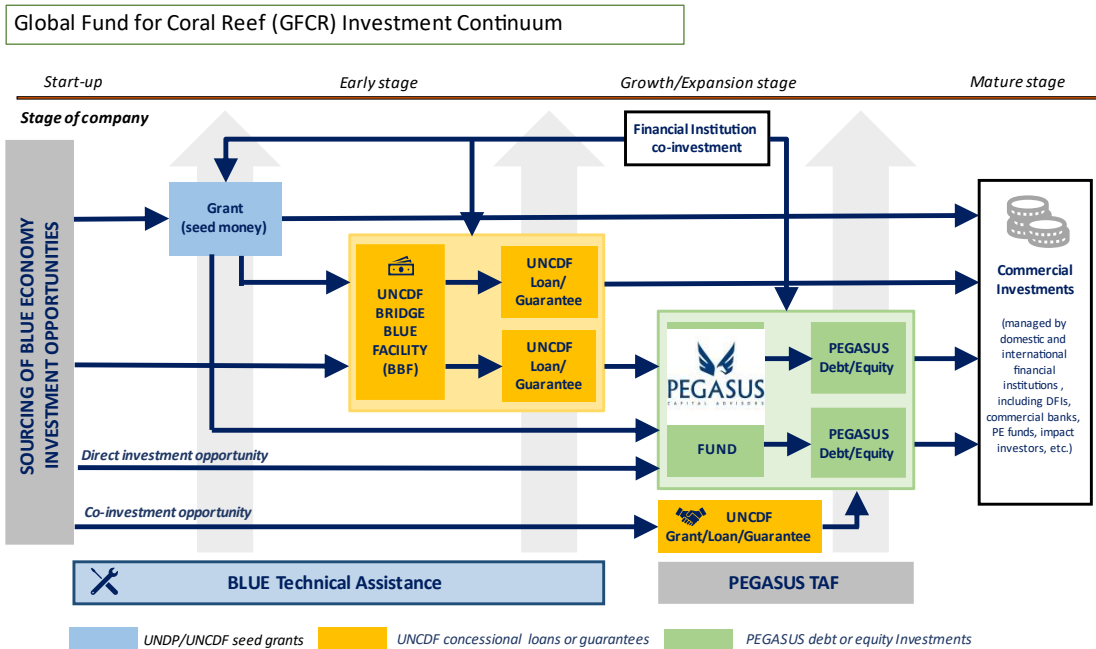 Global Fund for Coral Reef (GFCR) Investment Continuum
Start-up
Early stage
Growth/Expansion stage
Mature stage
Stage of company
Financial Institution
co-investment
SOURCING OF BLUE ECONOMY
INVESTMENT OPPORTUNITIES
Grant
(seed money)
UNCDF
BRIDGE
BLUE
FACILITY
(BBF)
UNCDF
Loan/
Guarantee
UNCDF
Loan/
Guarantee
PEGASUS
CAPITAL ADVISORS
FUND
PEGASUS
Debt/Equity
PEGASUS
Debt/Equity
Commercial
Investments
(managed by
domestic and
international
financial
institutions ,
including DFIs,
commercial banks,
PE funds, impact
investors, etc.)
Direct investment opportunity
Co-investment opportunity
UNCDF
Grant/Loan/Guarantee
BLUE Technical Assistance
PEGASUS TAF
UNDP/UNCDF seed grants
UNCDF concessional loans or guarantees
PEGASUS debt or equity Investments